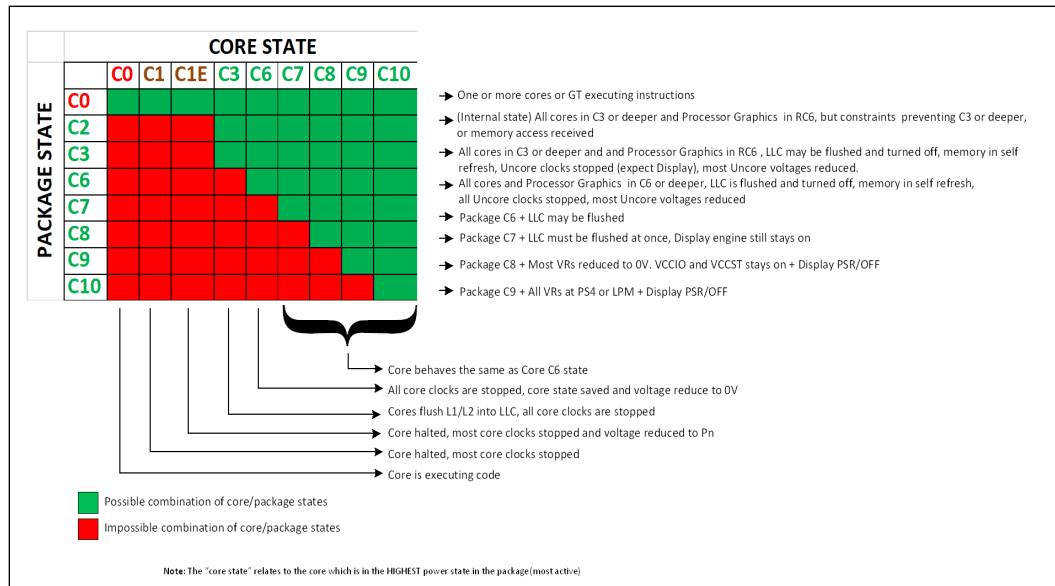 CORE STATE
C0 C1 C1E C3 C6 C7 C8 C9 C10
PACKAGE STATE
C0
One or more cores or GT executing instructions
C2
(Internal state) All cores in C3 or deeper and Processor Graphics in RC6, but constraints preventing C3 or deeper,
or memory access received
C3
All cores in C3 or deeper and and Processor Graphics in RC6 , LLC may be flushed and turned off, memory in self
refresh, Uncore clocks stopped (expect Display), most Uncore voltages reduced.
C6
All cores and Processor Graphics in C6 or deeper, LLC is flushed and turned off, memory in self refresh,
all Uncore clocks stopped, most Uncore voltages reduced
C7
Package C6 + LLC may be flushed
C8
Package C7 + LLC must be flushed at once, Display engine still stays on
C9
Package C8 + Most VRs reduced to 0V. VCCIO and VCCST stays on + Display PSR/OFF
C10
Package C9 + All VRs at PS4 or LPM + Display PSR/OFF
Core behaves the same as Core C6 state
All core clocks are stopped, core state saved and voltage reduce to 0V
Cores flush L1/L2 into LLC, all core clocks are stopped
Core halted, most core clocks stopped and voltage reduced to Pn
Core halted, most core clocks stopped
Core is executing code
Possible combination of core/package states
Impossible combination of core/package states
Note: The "core state" relates to the core which is in the HIGHEST power state in the package(most active)